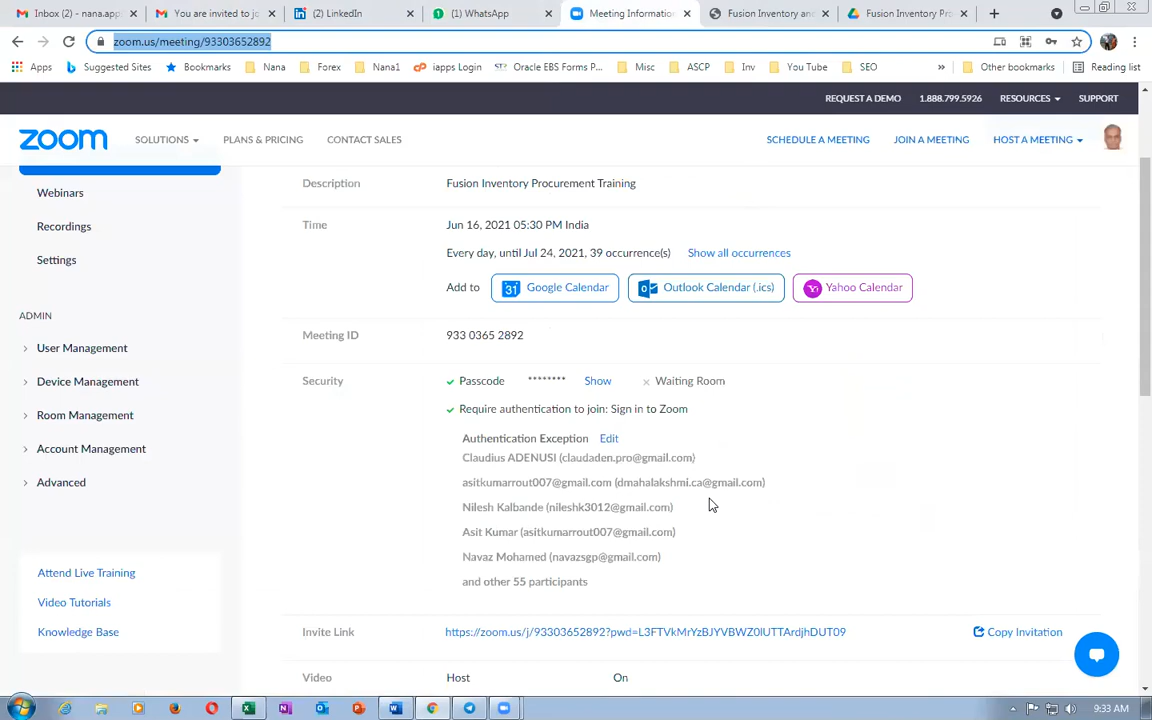 Inbox (2) - nana.app
You are invited to jo
(2) LinkedIn
(1) WhatsApp
Meeting Informatio
Fusion Inventory an
Fusion Inventory Pro
zoom.us/meeting/93303652892
Apps
Suggested Sites
Bookmarks
Nana
Forex
Nana1
iapps Login
Oracle EBS Forms P...
Misc
ASCP
Inv
You Tube
SEO
Other bookmarks
Reading list
REQUEST A DEMO
1.888.799.5926
RESOURCES
SUPPORT
zoom
SOLUTIONS
PLANS & PRICING
CONTACT SALES
SCHEDULE A MEETING
JOIN A MEETING
HOST A MEETING
Webinars
Recordings
Settings
ADMIN
User Management
Device Management
Room Management
Account Management
Advanced
Attend Live Training
Video Tutorials
Knowledge Base
Description
Fusion Inventory Procurement Training
Time
Jun 16, 2021 05:30 PM India
Every day, until Jul 24, 2021, 39 occurrence(s)
Show all occurrences
Add to
Google Calendar
Outlook Calendar (.ics)
Yahoo Calendar
Meeting ID
933 0365 2892
Security
Passcode
********
Show
Waiting Room
Require authentication to join: Sign in to Zoom
Authentication Exception
Edit
Claudius ADENUSI (claudaden.pro@gmail.com)
asitkumarrout007@gmail.com (dmahalakshmi.ca@gmail.com)
Nilesh Kalbande (nileshk3012@gmail.com)
Asit Kumar (asitkumarrout007@gmail.com)
Navaz Mohamed (navazsgp@gmail.com)
and other 55 participants
Invite Link
https://zoom.us/j/93303652892?pwd=L3FTVkMrYzBJYVBWZ0lUTTArdjhDUT09
Copy Invitation
Video
Host
On
9:33 AM